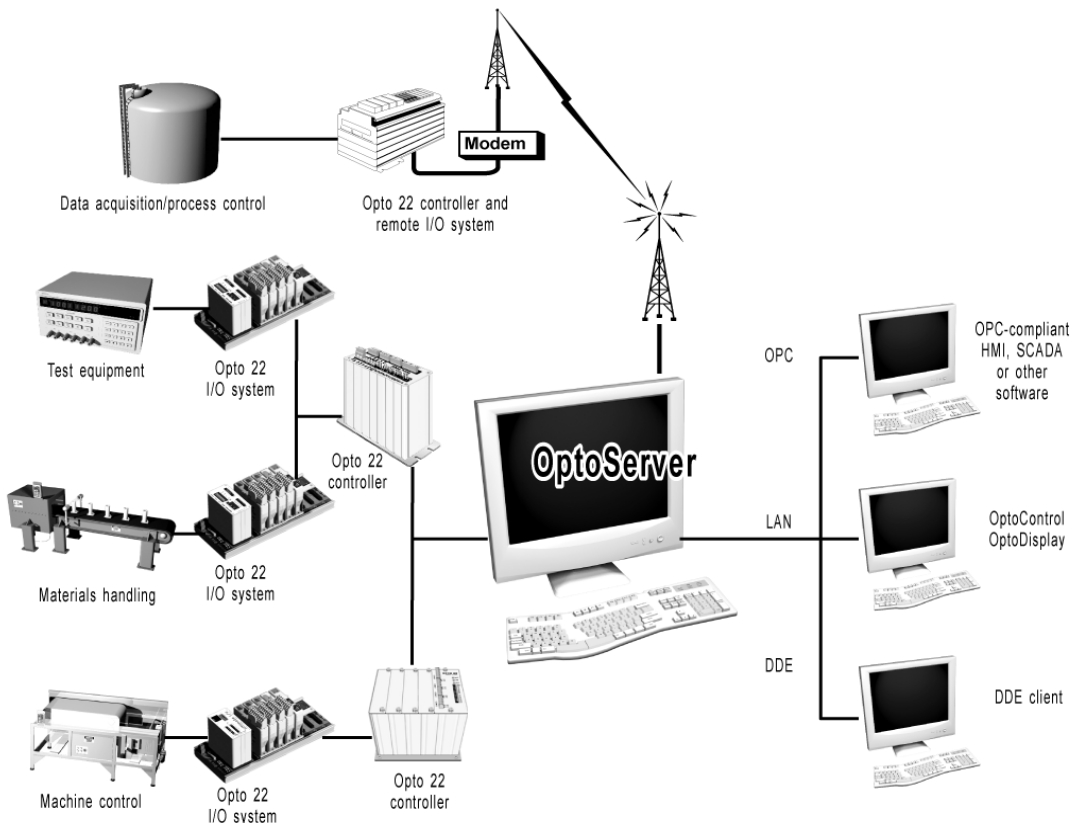 Modem
Data acquisition/process control
Opto 22 controller and
remote I/O system
Test equipment
Opto 22
I/O system
Opto 22
controller
OptoServer
OPC
OPC-compliant
HMI, SCADA
or other
software
Materials handling
Opto 22
I/O system
LAN
OptoControl
OptoDisplay
DDE
DDE client
Machine control
Opto 22
I/O system
Opto 22
controller